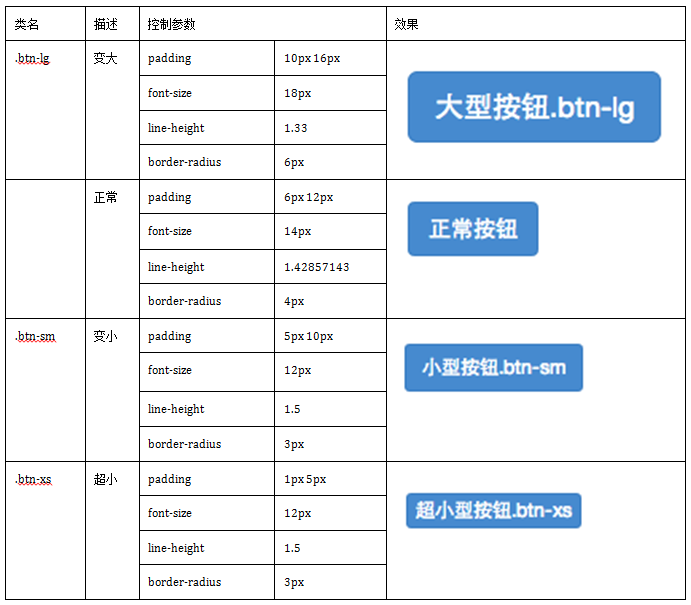 类名 描述 控制参数 效果
.btn-lg 变大 padding 10px 16px
font-size 18px
大型按钮.btn-lg
line-height 1.33
border-radius 6px
正常 padding 6px 12px
font-size 14px
正常按钮
line-height 1.42857143
border-radius 4px
.btn-sm 变小 padding 5px 10px
font-size 12px
小型按钮.btn-sm
line-height 1.5
border-radius 3px
.btn-xs 超小 padding 1px 5px
font-size 12px
超小型按钮.btn-xs
line-height 1.5
border-radius 3px